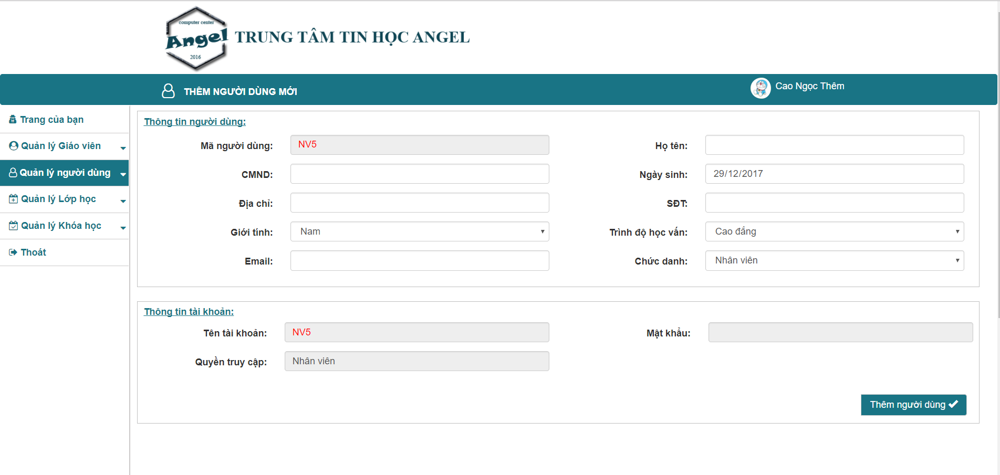 computer center
Angel
2016
TRUNG TÂM TIN HỌC ANGEL
THÊM NGƯỜI DÙNG MỚI
Cao Ngọc Thêm
Trang của bạn
Quản lý Giáo viên
Quản lý người dùng
Quản lý Lớp học
Quản lý Khóa học
Thoát
Thông tin người dùng:
Mã người dùng: NV5 Họ tên:
CMND: Ngày sinh: 29/12/2017
Địa chỉ: SĐT:
Giới tính: Nam Trình độ học vấn: Cao đẳng
Email: Chức danh: Nhân viên
Thông tin tài khoản:
Tên tài khoản: NV5 Mật khẩu:
Quyền truy cập: Nhân viên
Thêm người dùng